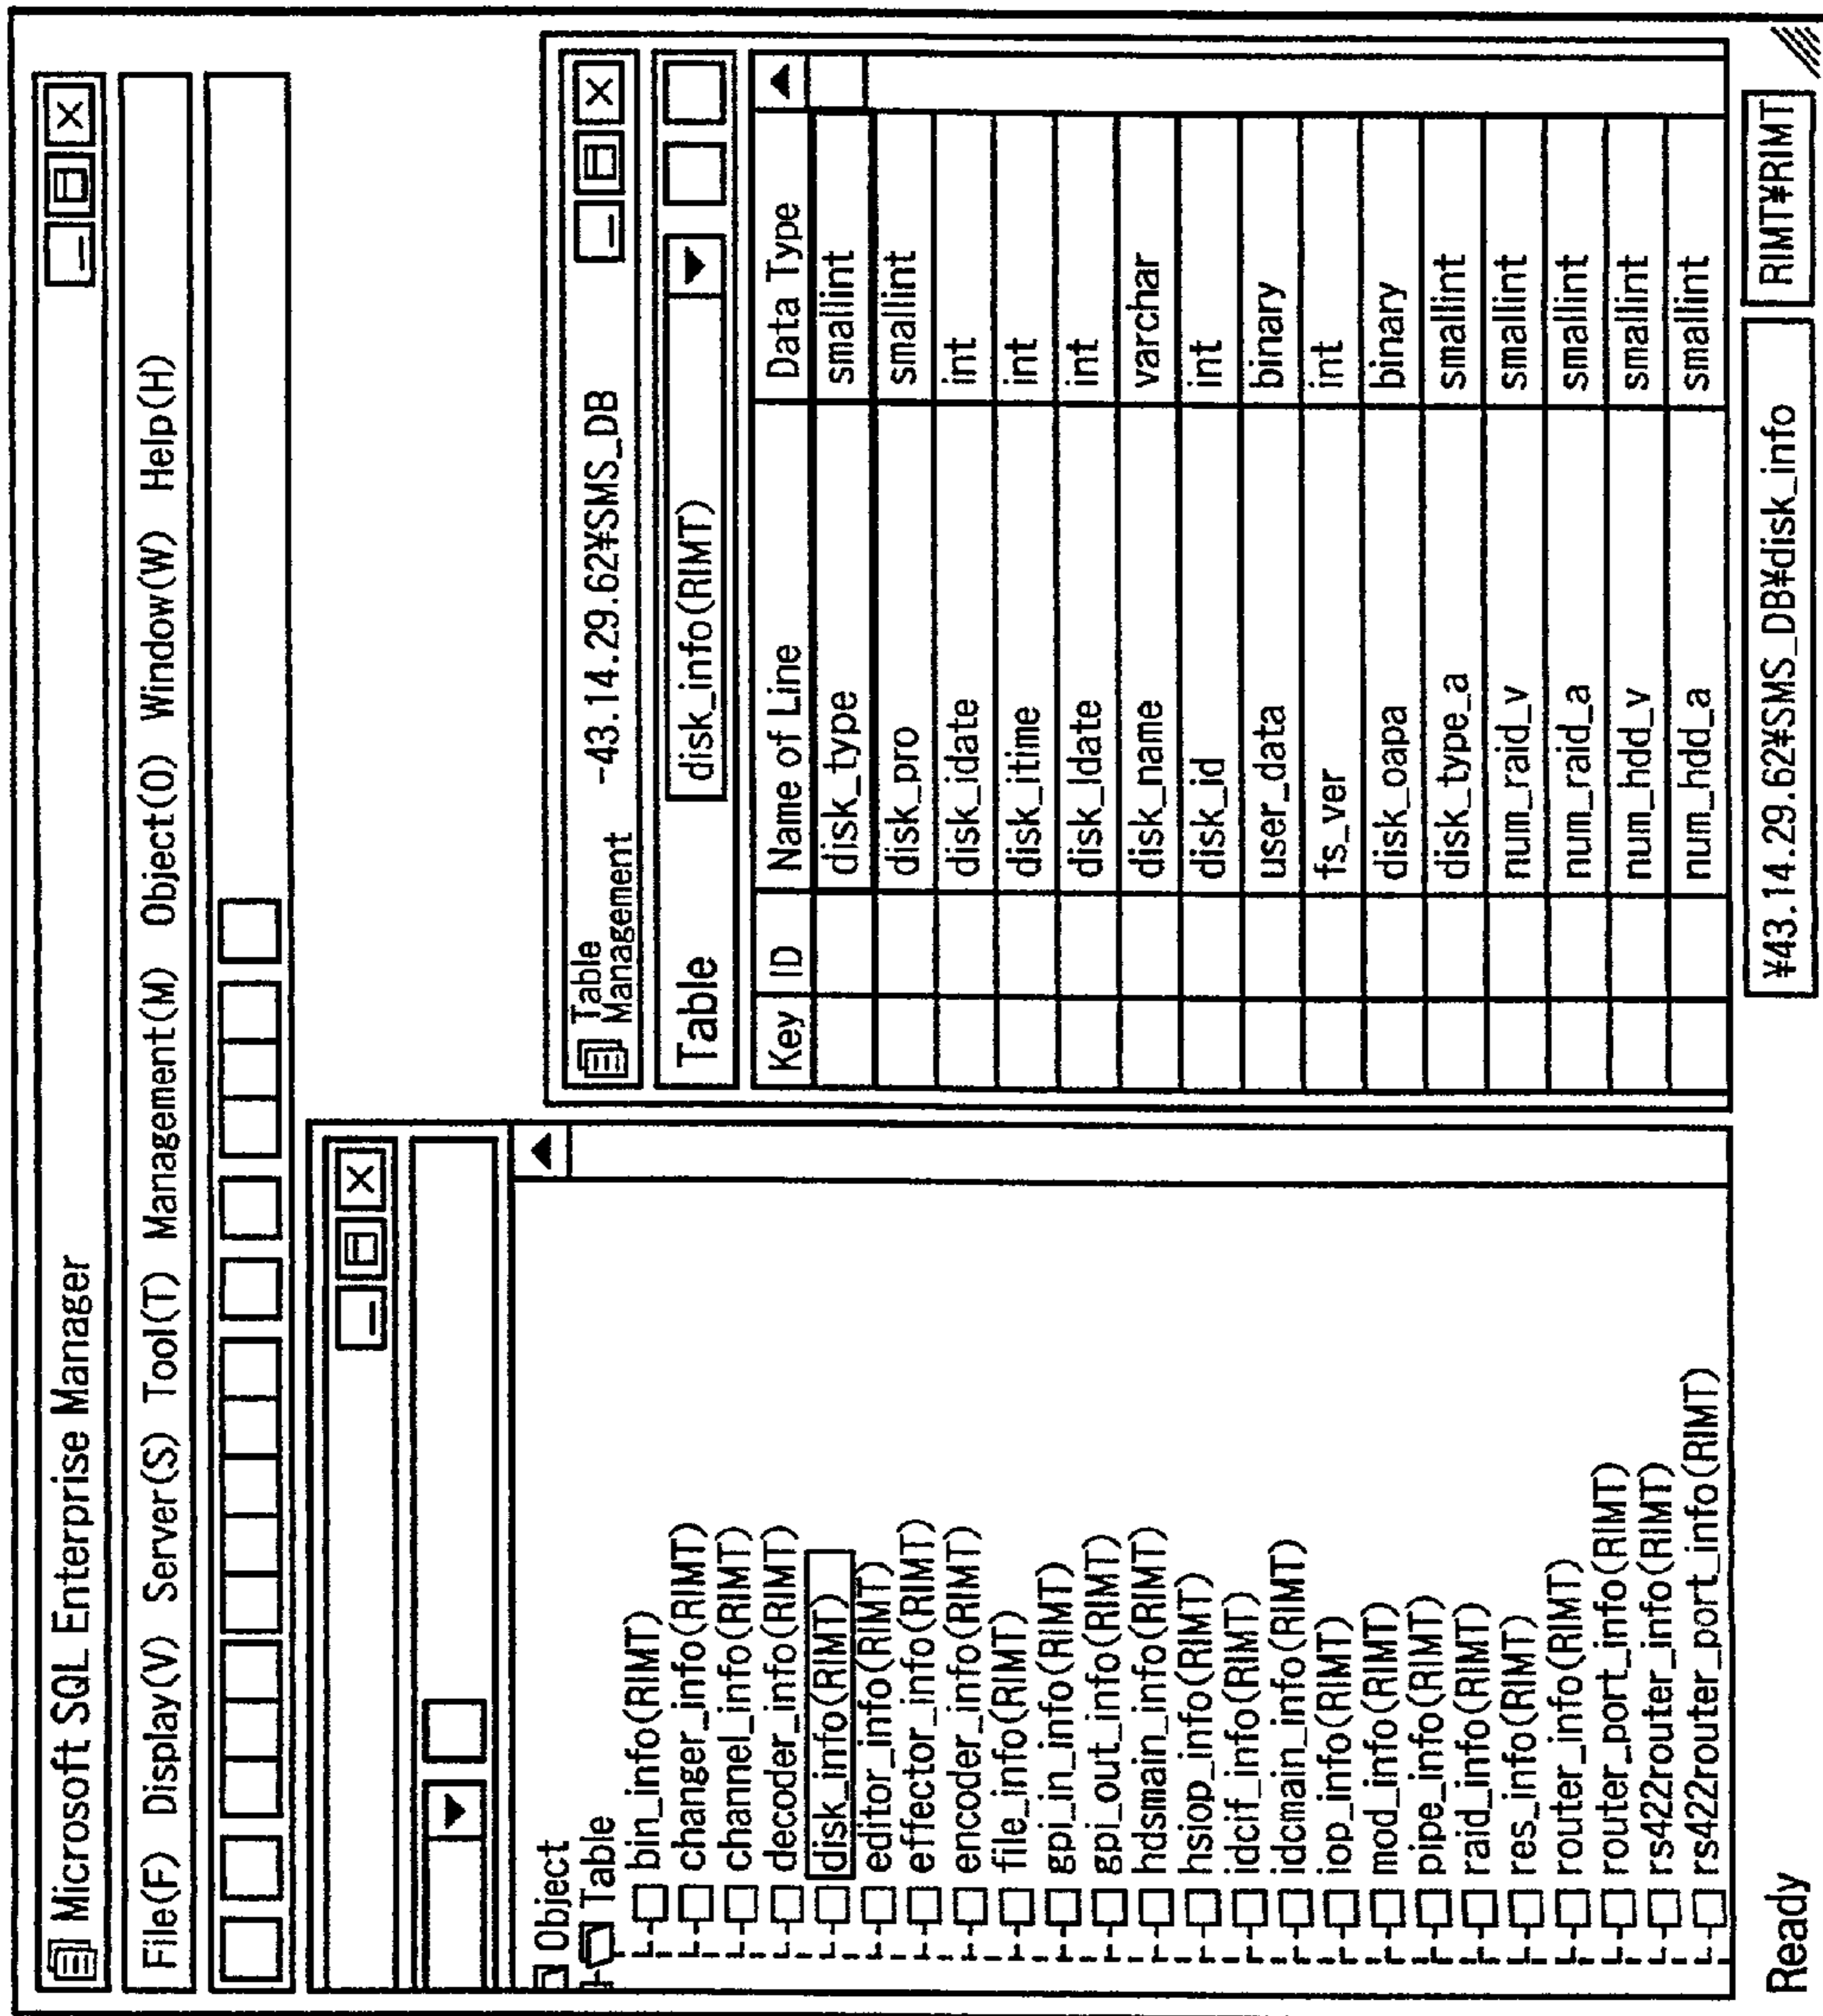 Microsoft SQL Enterprise Manager
File(F) Display(V) Server(S) Tool(T) Management(M) Object(O) Window(W) Help(H)
Object
Table
bin_info(RIMT)
changer_info(RIMT)
channel_info(RIMT)
decoder_info(RIMT)
disk_info(RIMT)
editor_info(RIMT)
effector_info(RIMT)
encoder_info(RIMT)
file_info(RIMT)
gpi_in_info(RIMT)
gpi_out_info(RIMT)
hdsmain_info(RIMT)
hsiop_info(RIMT)
idcif_info(RIMT)
idcmain_info(RIMT)
iop_info(RIMT)
mod_info(RIMT)
pipe_info(RIMT)
raid_info(RIMT)
res_info(RIMT)
router_info(RIMT)
router_port_info(RIMT)
rs422router_info(RIMT)
rs422router_port_info(RIMT)
Table Management -43.14.29.62¥SMS_DB
Table disk_info(RIMT)
Key ID Name of Line Data Type
disk_type smallint
disk_pro smallint
disk_idate int
disk_itime int
disk_ldate int
disk_name varchar
disk_id int
user_data binary
fs_ver int
disk_oapa binary
disk_type_a smallint
num_raid_v smallint
num_raid_a smallint
num_hdd_v smallint
num_hdd_a smallint
Ready ¥43.14.29.62¥SMS_DB¥disk_info RIMT¥RIMT